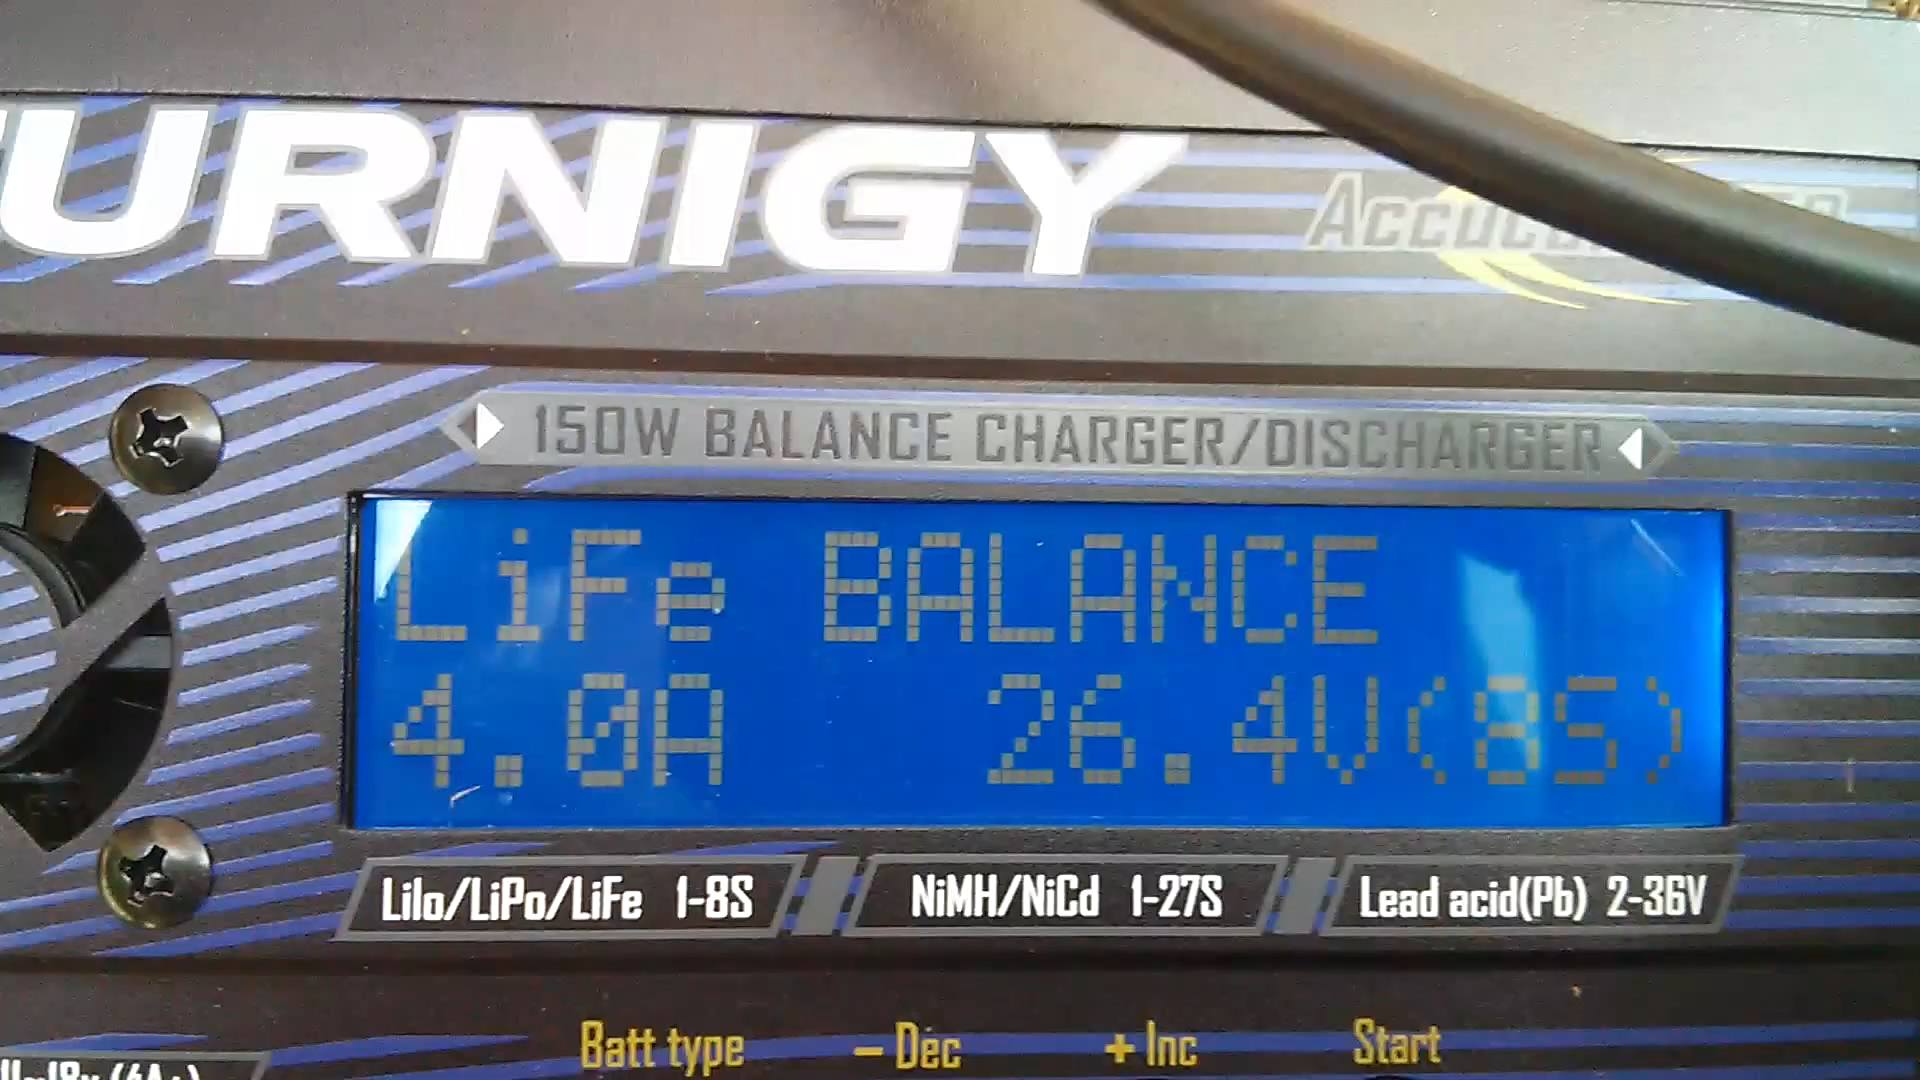 URNIGY
150W BALANCE CHARGER/DISCHARGER
LiFe BALANCE
4.0A 26.4V(8S)
LiIo/LiPo/LiFe 1-8S
NiMH/NiCd 1-27S
Lead acid(Pb) 2-36V
Batt type
– Dec
+ Inc
Start